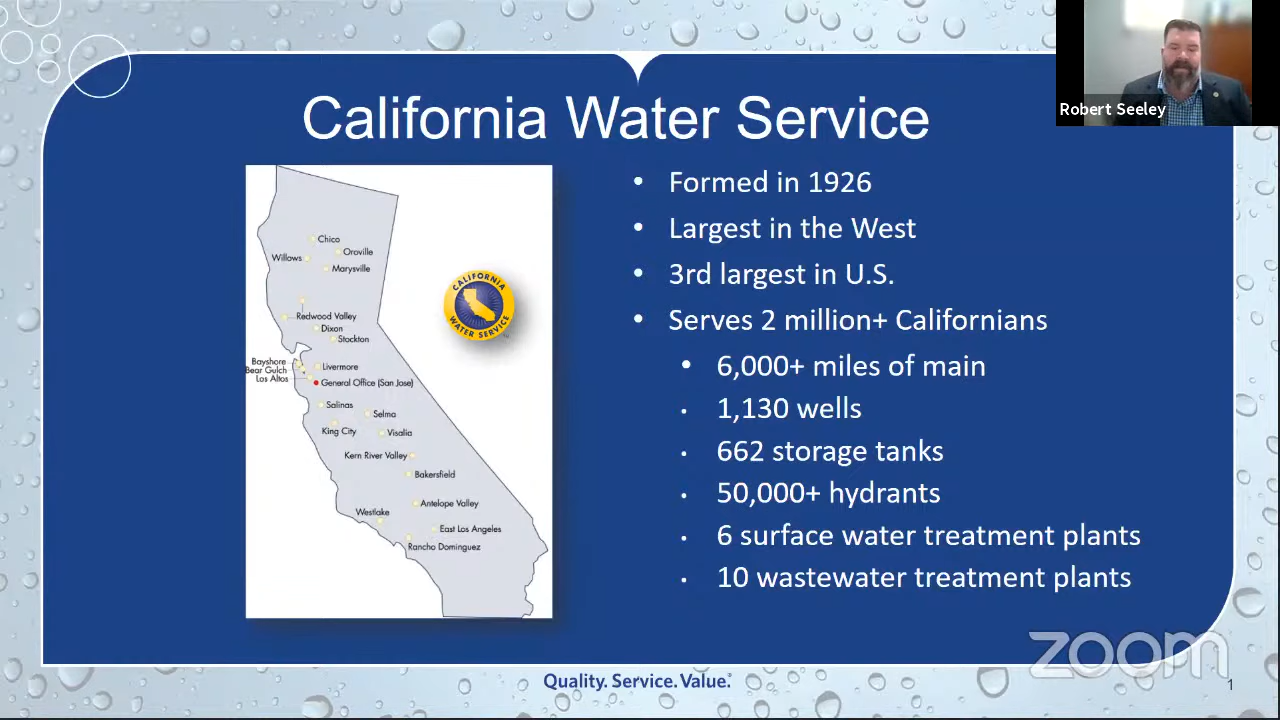 Robert Seeley
California Water Service
Chico
Oroville
Willows
Marysville
Redwood Valley
Dixon
Stockton
Bayshore
Bear Gulch
Los Altos
Livermore
General Office (San Jose)
Salinas
Selma
King City
Visalia
Kern River Valley
Bakersfield
Antelope Valley
Westlake
East Los Angeles
Rancho Dominguez
CALIFORNIA
WATER SERVICE
• Formed in 1926
• Largest in the West
• 3rd largest in U.S.
• Serves 2 million+ Californians
• 6,000+ miles of main
• 1,130 wells
• 662 storage tanks
• 50,000+ hydrants
• 6 surface water treatment plants
• 10 wastewater treatment plants
zoom
Quality. Service. Value.
1